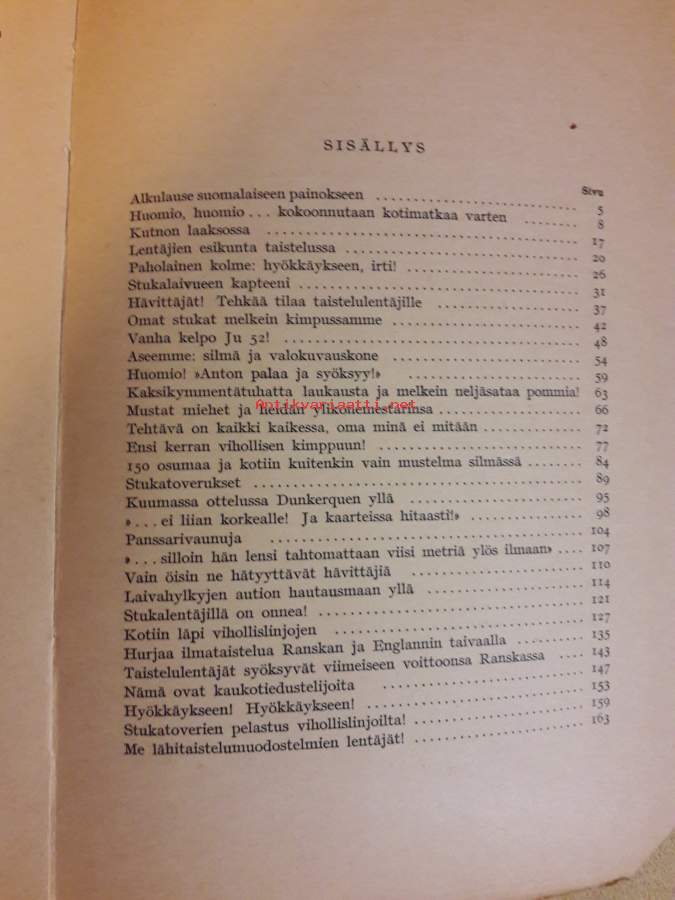 SISÄLLYS
Sivu
Alkulause suomalaiseen painokseen .......................... 5
Huomio, huomio... kokoonnutaan kotimatkaa varten ........ 8
Kutnon laaksossa .......................................... 17
Lentäjien esikunta taistelussa ............................. 20
Paholainen kolme: hyökkäykseen, irti! ..................... 26
Stukalaivueen kapteeni .................................... 31
Hävittäjät! Tehkää tilaa taistelulentäjille ................. 37
Omat stukat melkein kimpussamme ........................ 42
Vanha kelpo Ju 52! ........................................ 48
Aseemme: silmä ja valokuvauskone ........................ 54
Huomio! »Anton palaa ja syöksyy!» ....................... 59
Kaksikymmentätuhatta laukausta ja melkein neljäsataa pommia! 63
Mustat miehet ja heidän ylikonemestarinsa ................. 66
Tehtävä on kaikki kaikessa, oma minä ei mitään ............ 72
Ensi kerran vihollisen kimppuun! .......................... 77
150 osumaa ja kotiin kuitenkin vain mustelma silmässä ........ 84
Stukatoverukset ........................................... 89
Kuumassa ottelussa Dunkerquen yllä ....................... 95
»...ei liian korkealle! Ja kaarteissa hitaasti!» ............... 98
Panssarivaunuja ........................................... 104
»...silloin hän lensi tahtomattaan viisi metriä ylös ilmaan» .... 107
Vain öisin ne hätyyttävät hävittäjiä ....................... 110
Laivahylkyjen aution hautausmaan yllä ..................... 114
Stukalentäjillä on onnea! .................................. 121
Kotiin läpi vihollislinjojen ................................. 127
Hurjaa ilmataistelua Ranskan ja Englannin taivaalla .......... 135
Taistelulentäjät syöksyvät viimeiseen voittoonsa Ranskassa .... 143
Nämä ovat kaukotiedustelijoita ............................ 147
Hyökkäykseen! Hyökkäykseen! ............................ 153
Stukatoverien pelastus vihollislinjoilta! ..................... 159
Me lähitaistelumuodostelmien lentäjät! ..................... 163
Antikvariaatti.net